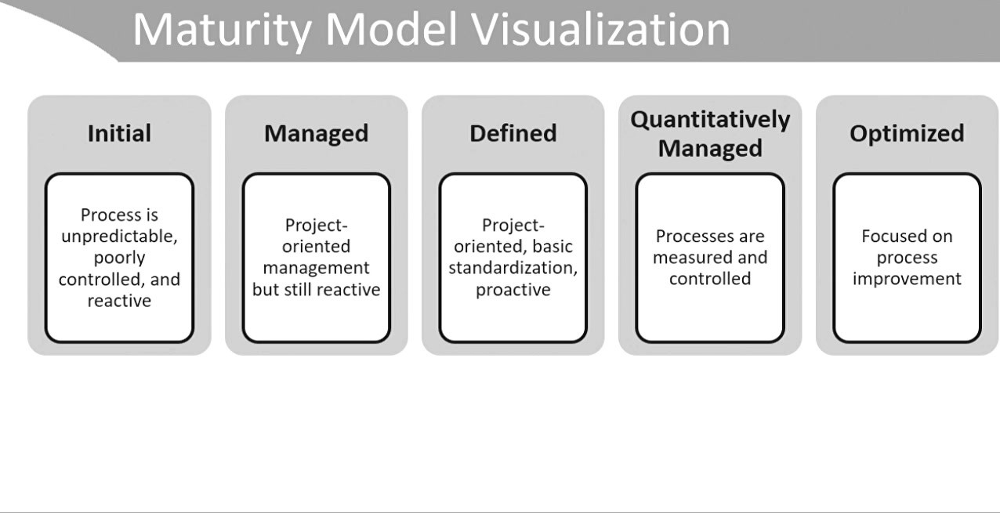 Maturity Model Visualization
Initial
Process is
unpredictable,
poorly
controlled, and
reactive
Managed
Project-
oriented
management
but still reactive
Defined
Project-
oriented, basic
standardization,
proactive
Quantitatively
Managed
Processes are
measured and
controlled
Optimized
Focused on
process
improvement